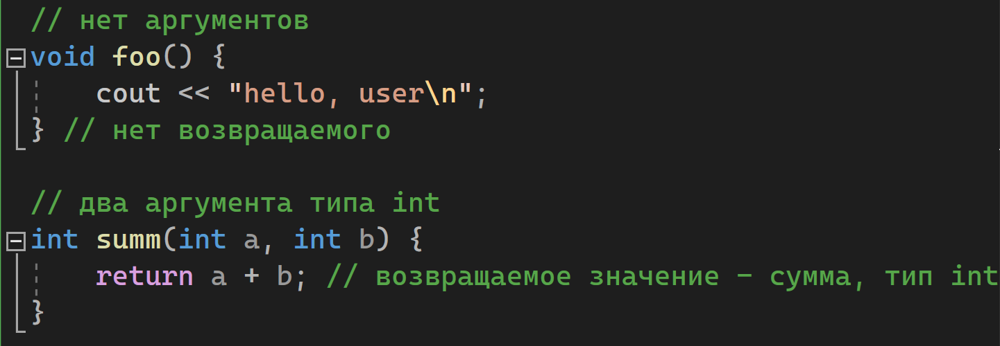 // нет аргументов
void foo() {
cout << "hello, user\n";
} // нет возвращаемого
// два аргумента типа int
int summ(int a, int b) {
return a + b; // возвращаемое значение - сумма, тип int
}